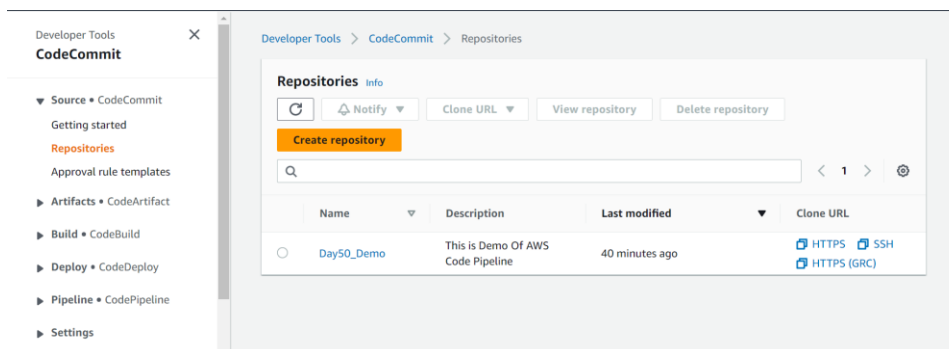 Developer Tools
CodeCommit
Source • CodeCommit
Getting started
Repositories
Approval rule templates
Artifacts • CodeArtifact
Build • CodeBuild
Deploy • CodeDeploy
Pipeline • CodePipeline
Settings
Developer Tools > CodeCommit > Repositories
Repositories Info
Notify Clone URL View repository Delete repository
Create repository
1
Name Description Last modified Clone URL
Day50_Demo
This is Demo Of AWS
Code Pipeline
40 minutes ago
HTTPS SSH
HTTPS (GRC)